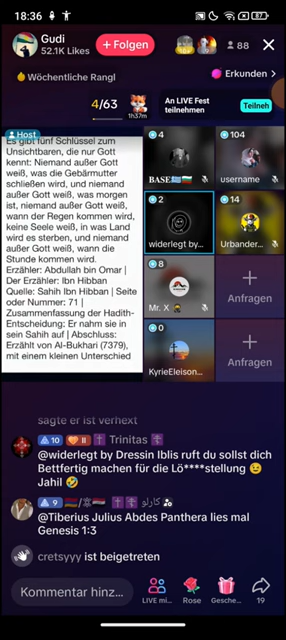 18:36
87
Gudi
52.1K Likes
+ Folgen
88
Wöchentliche Rangl
Erkunden >
4/63
1h37m
An LIVE Fest
teilnehmen
Teilneh
Host
Es gibt fünf Schlüssel zum
Unsichtbaren, die nur Gott
kennt: Niemand außer Gott
weiß, was die Gebärmutter
schließen wird, und niemand
außer Gott weiß, was morgen
ist, niemand außer Gott weiß,
wann der Regen kommen wird,
keine Seele weiß, in was Land
wird es sterben, und niemand
außer Gott weiß, wann die
Stunde kommen wird.
Erzähler: Abdullah bin Omar |
Der Erzähler: Ibn Hibban
Quelle: Sahih Ibn Hibban | Seite
oder Nummer: 71 |
Zusammenfassung der Hadith-
Entscheidung: Er nahm sie in
sein Sahih auf | Abschluss:
Erzählt von Al-Bukhari (7379),
mit einem kleinen Unterschied
4
BASE
104
username
2
widerlegt by...
14
Urbander...
8
Mr. X
Anfragen
0
KyrieEleison...
Anfragen
sagte er ist verhext
10 II ✝️ Trinitas ☦️
@widerlegt by Dressin Iblis ruft du sollst dich
Bettfertig machen für die Lö****stellung 😉
Jahil 🤣
9 كارلو
@Tiberius Julius Abdes Panthera lies mal
Genesis 1:3
cretsyyy ist beigetreten
Kommentar hinz...
LIVE mi...
Rose
Gesche...
19